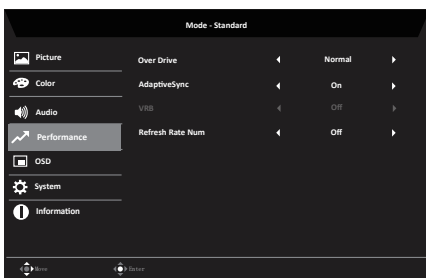 Mode - Standard
Picture
Color
Audio
Performance
OSD
System
Information
Over Drive Normal
AdaptiveSync On
VRB Off
Refresh Rate Num Off
Move Enter